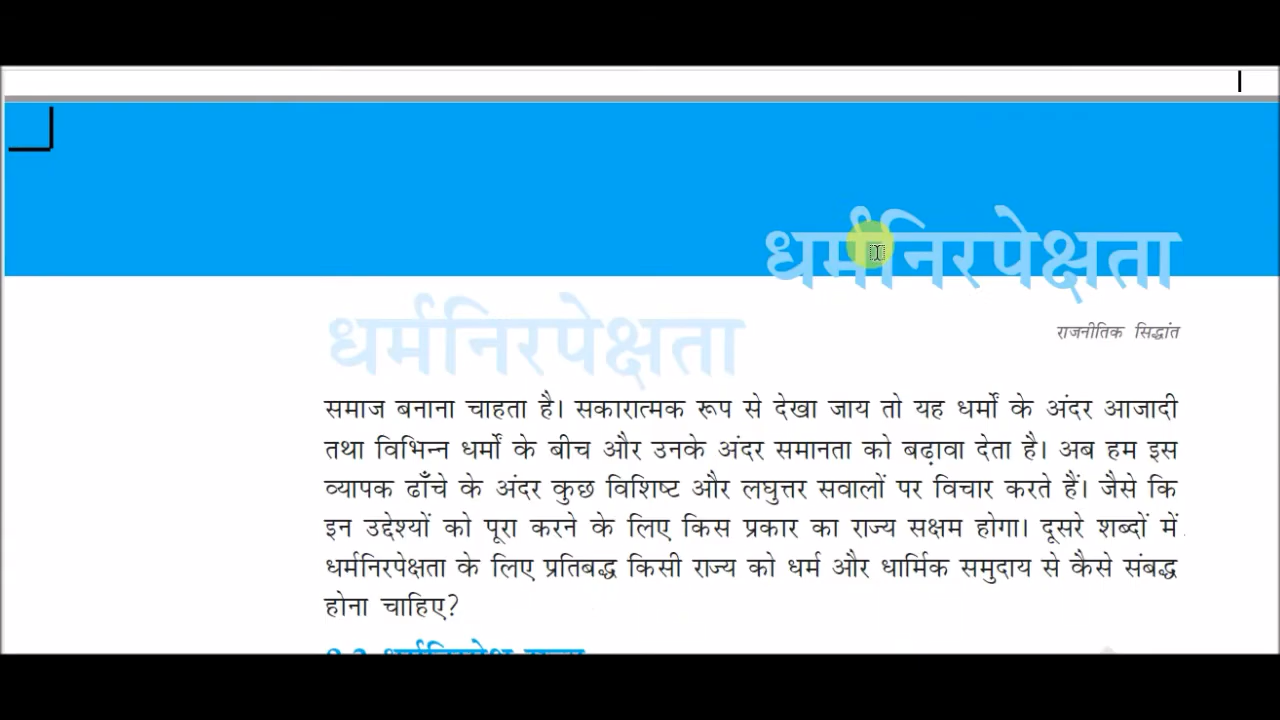 धर्मनिरपेक्षता
राजनीतिक सिद्धांत
धर्मनिरपेक्षता
समाज बनाना चाहता है। सकारात्मक रूप से देखा जाय तो यह धर्मों के अंदर आजादी
तथा विभिन्न धर्मों के बीच और उनके अंदर समानता को बढ़ावा देता है। अब हम इस
व्यापक ढाँचे के अंदर कुछ विशिष्ट और लघुत्तर सवालों पर विचार करते हैं। जैसे कि
इन उद्देश्यों को पूरा करने के लिए किस प्रकार का राज्य सक्षम होगा। दूसरे शब्दों में
धर्मनिरपेक्षता के लिए प्रतिबद्ध किसी राज्य को धर्म और धार्मिक समुदाय से कैसे संबद्ध
होना चाहिए?